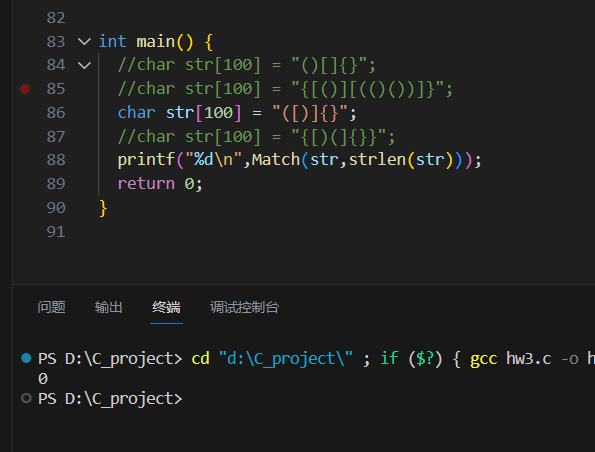 82
83 int main() {
84 //char str[100] = "()[]{}";
85 //char str[100] = "{[()][(()())]}";
86 char str[100] = "([)]{}";
87 //char str[100] = "{[)(]{}}";
88 printf("%d\n",Match(str,strlen(str)));
89 return 0;
90 }
91
问题 输出 终端 调试控制台
PS D:\C_project> cd "d:\C_project\" ; if ($?) { gcc hw3.c -o h
0
PS D:\C_project>